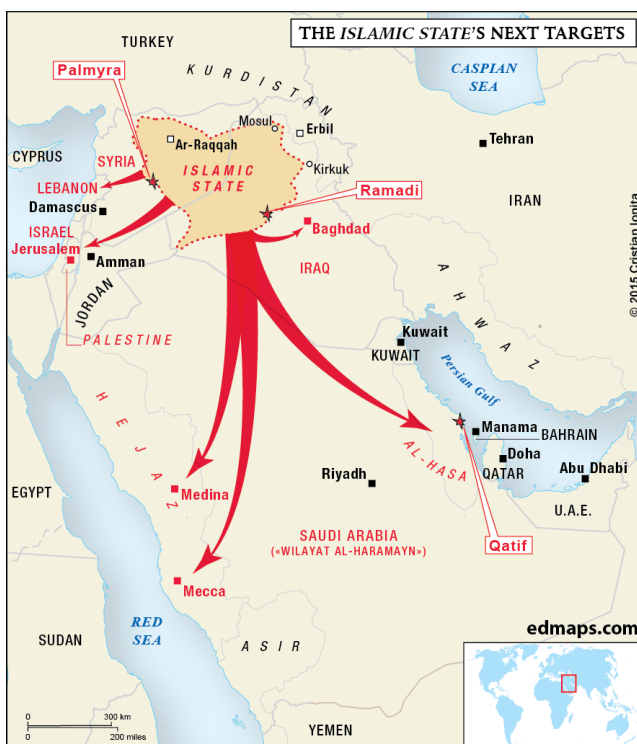 THE ISLAMIC STATE'S NEXT TARGETS
TURKEY
Palmyra
KURDISTAN
CASPIAN
SEA
Mosul
Erbil
Tehran
Ar-Raqqah
CYPRUS
SYRIA
ISLAMIC
STATE
Kirkuk
LEBANON
Ramadi
IRAN
Damascus
ISRAEL
Baghdad
Jerusalem
Amman
IRAQ
JORDAN
PALESTINE
AHWAZ
© 2015 Cristian Ionita
Kuwait
KUWAIT
Persian Gulf
HEJAZ
Manama
BAHRAIN
AL-HASA
Doha
QATAR
Abu Dhabi
EGYPT
Medina
Riyadh
U.A.E.
SAUDI ARABIA
(«WILAYAT AL-HARAMAYN»)
Qatif
Mecca
RED
SEA
edmaps.com
SUDAN
ASIR
0 300 km
0 200 miles
YEMEN